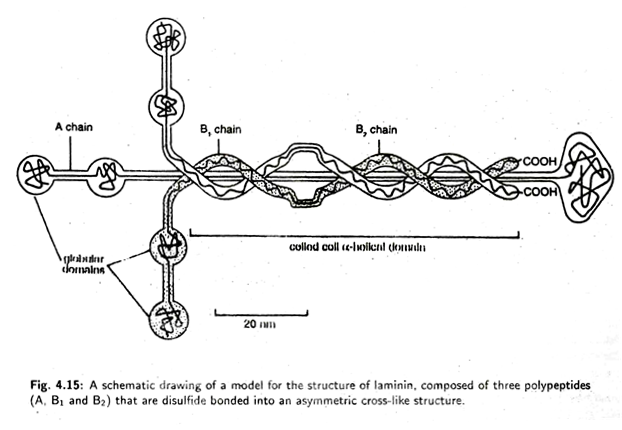 A chain
B₁ chain
B₂ chain
COOH
COOH
globular
domains
coiled coil α-helical domain
20 nm
Fig. 4.15: A schematic drawing of a model for the structure of laminin, composed of three polypeptides
(A, B₁ and B₂) that are disulfide bonded into an asymmetric cross-like structure.